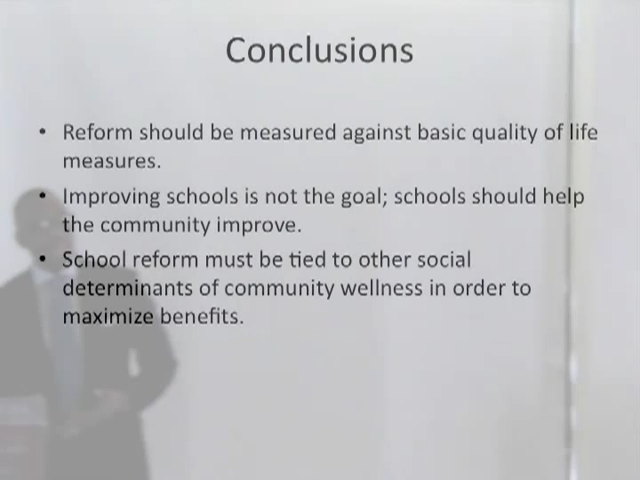 Conclusions
• Reform should be measured against basic quality of life
measures.
• Improving schools is not the goal; schools should help
the community improve.
• School reform must be tied to other social
determinants of community wellness in order to
maximize benefits.